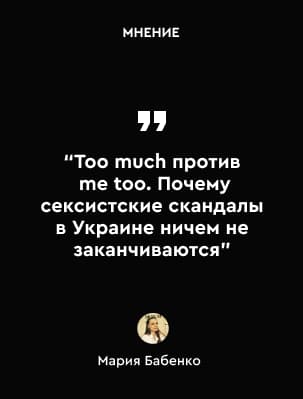 МНЕНИЕ
”
“Too much против
me too. Почему
сексистские скандалы
в Украине ничем не
заканчиваются”
Мария Бабенко